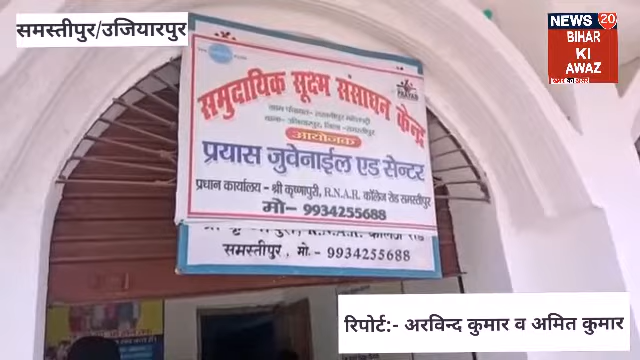 समस्तीपुर/उजियारपुर
NEWS 20
BIHAR
KI
AWAZ
PRAYAS
समुदायिक सूक्ष्म संसाधन केन्द्र
आयोजक
प्रयास जुवेनाईल एड सेन्टर
प्रधान कार्यालय - श्री कृष्णापुरी, R.N.A.R. कॉलेज रोड समस्तीपुर
मो- 9934255688
समस्तीपुर, मो. - 9934255688
रिपोर्ट:- अरविन्द कुमार व अमित कुमार